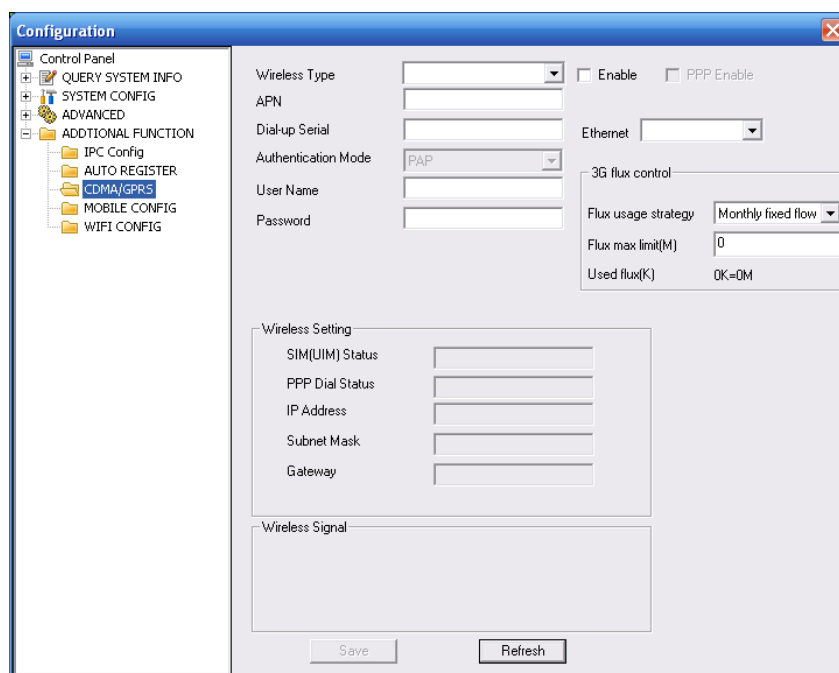 Configuration
Control Panel
QUERY SYSTEM INFO
SYSTEM CONFIG
ADVANCED
ADDTIONAL FUNCTION
IPC Config
AUTO REGISTER
CDMA/GPRS
MOBILE CONFIG
WIFI CONFIG
Wireless Type
Enable
PPP Enable
APN
Dial-up Serial
Ethernet
Authentication Mode
PAP
User Name
Password
3G flux control
Flux usage strategy
Monthly fixed flow
Flux max limit(M)
0
Used flux(K)
0K=0M
Wireless Setting
SIM(UIM) Status
PPP Dial Status
IP Address
Subnet Mask
Gateway
Wireless Signal
Save
Refresh